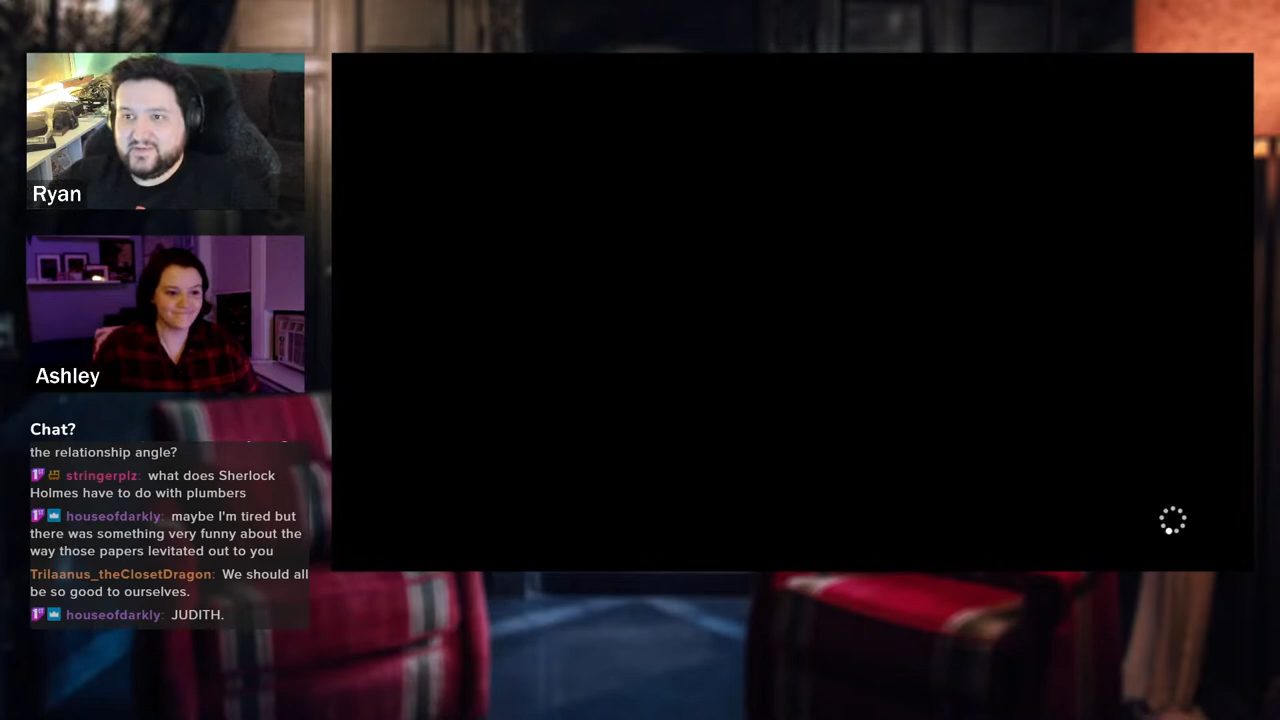 Ryan
Ashley
Chat?
the relationship angle?
stringerplz: what does Sherlock
Holmes have to do with plumbers
houseofdarkly: maybe I'm tired but
there was something very funny about the
way those papers levitated out to you
Trilaanus_theClosetDragon: We should all
be so good to ourselves.
houseofdarkly: JUDITH.